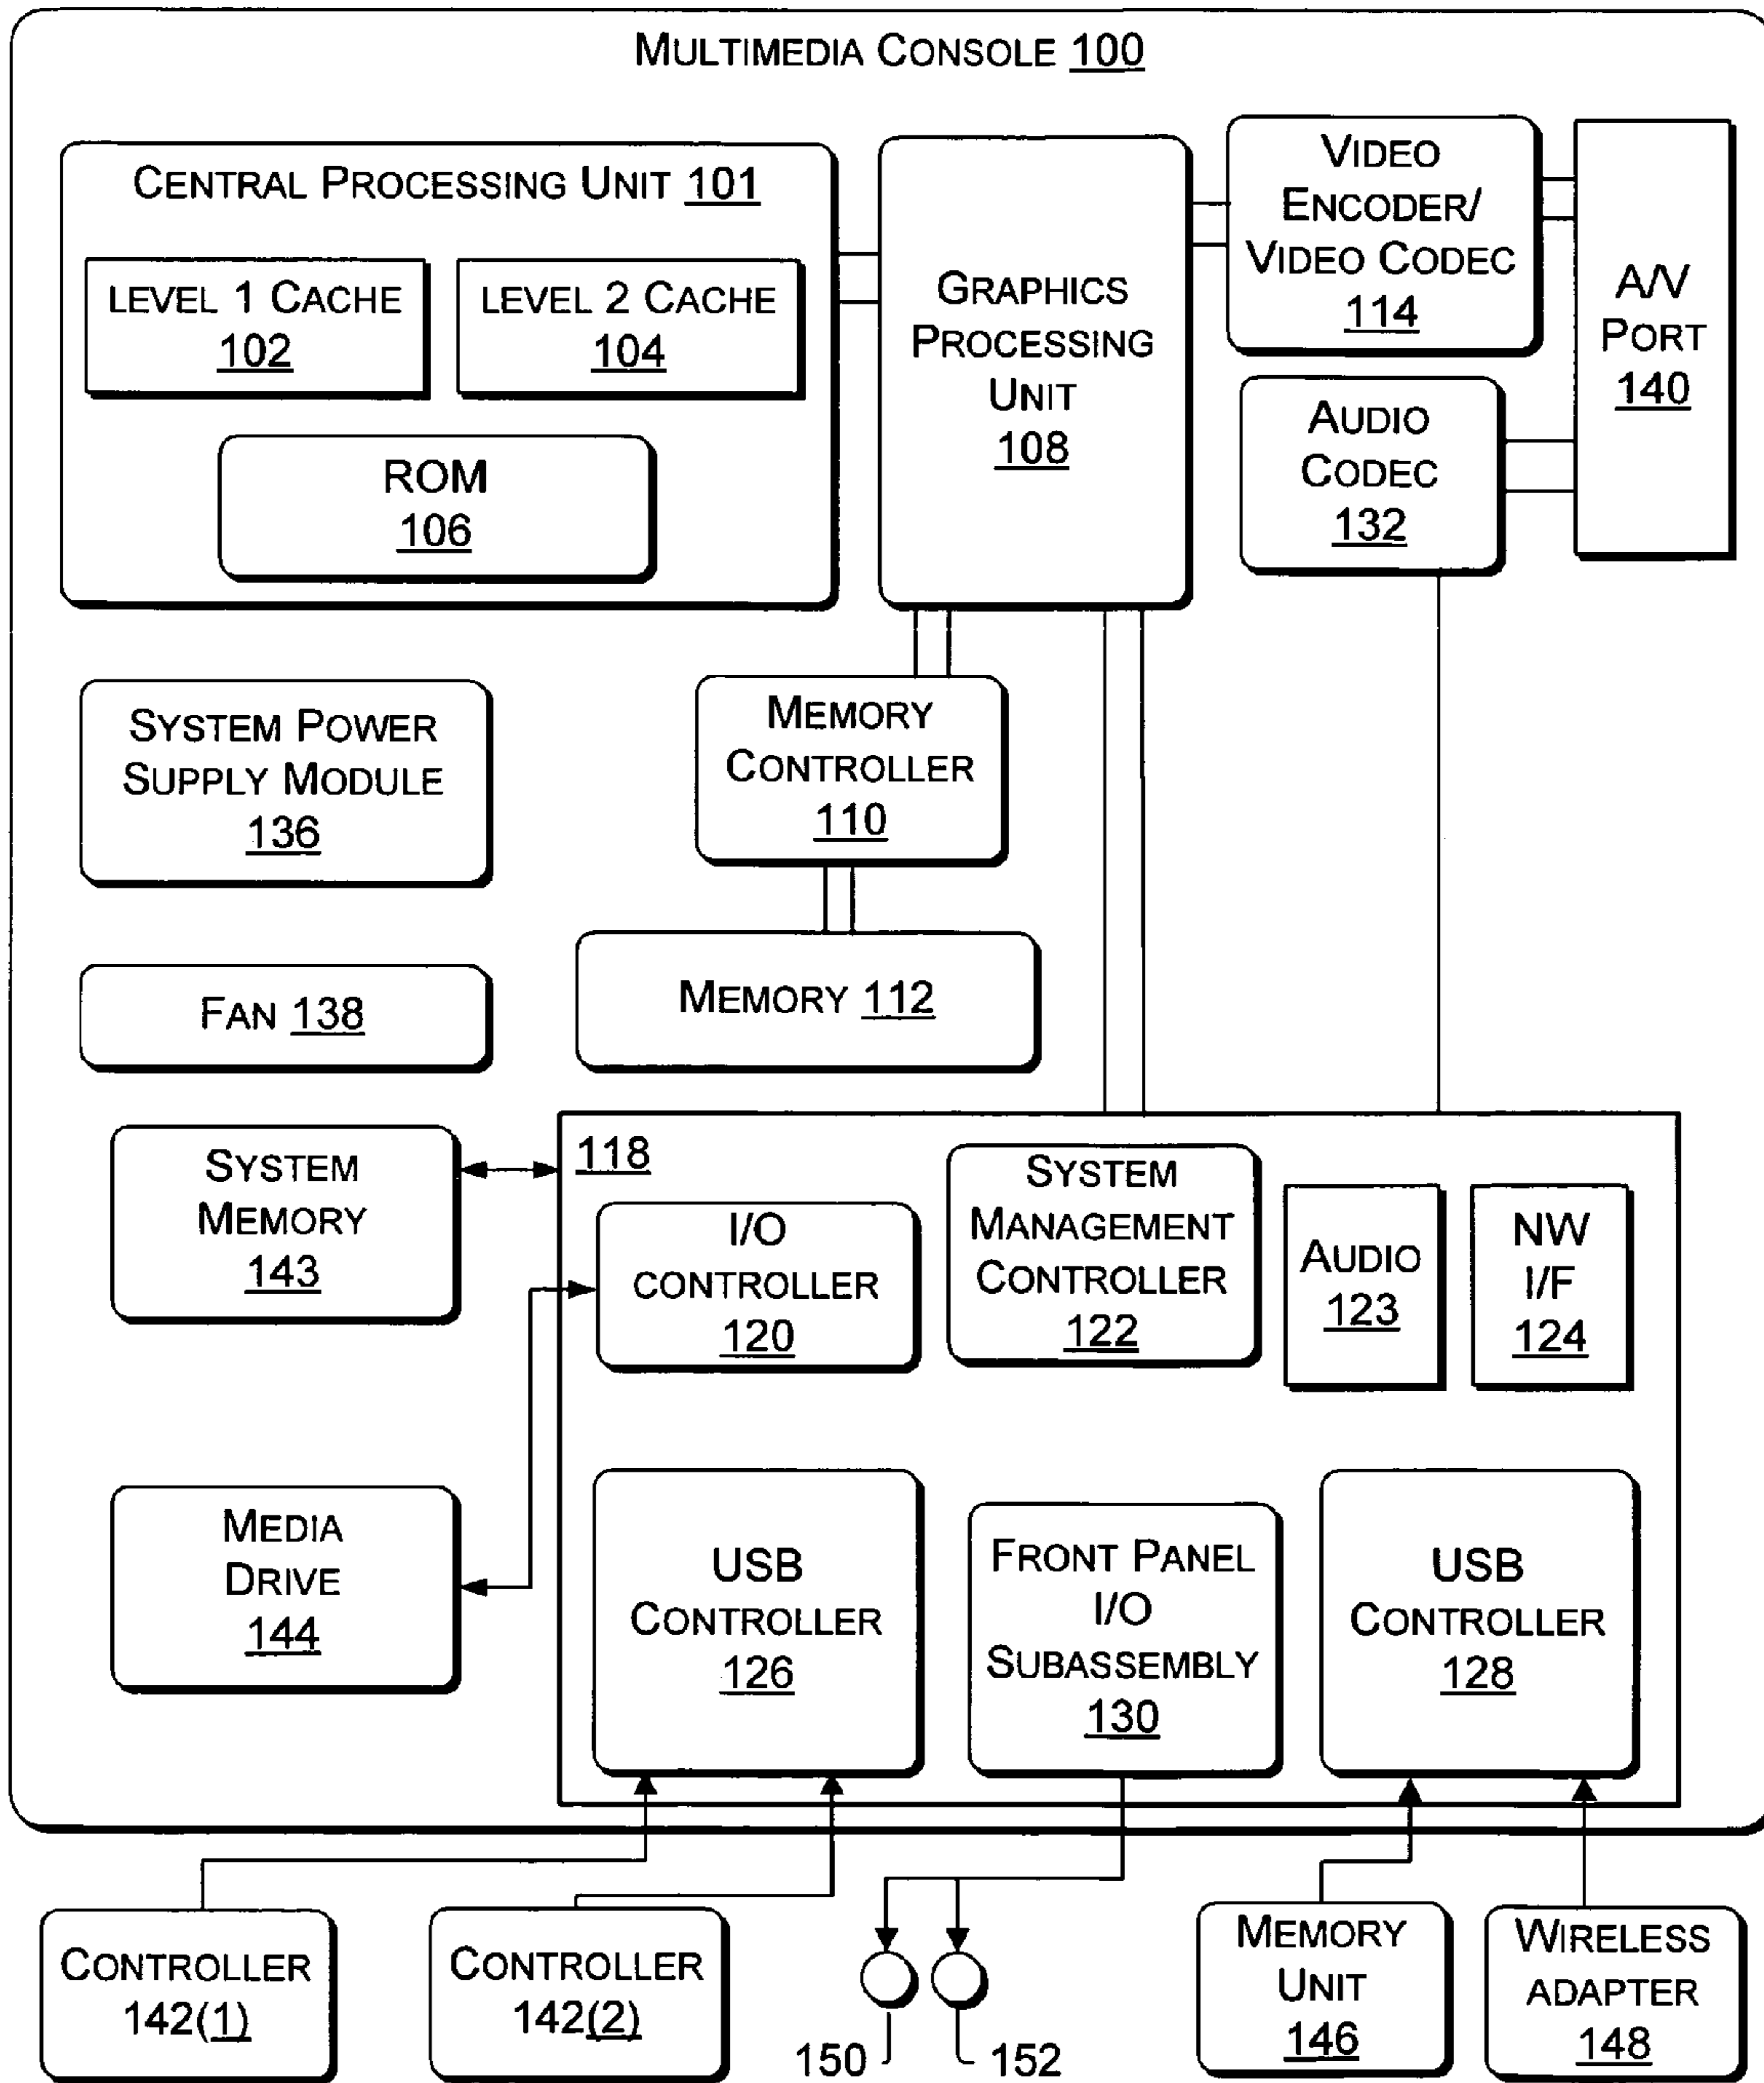 MULTIMEDIA CONSOLE 100
CENTRAL PROCESSING UNIT 101
LEVEL 1 CACHE
102
LEVEL 2 CACHE
104
ROM
106
GRAPHICS
PROCESSING
UNIT
108
VIDEO
ENCODER/
VIDEO CODEC
114
A/V
PORT
140
AUDIO
CODEC
132
SYSTEM POWER
SUPPLY MODULE
136
MEMORY
CONTROLLER
110
FAN 138
MEMORY 112
SYSTEM
MEMORY
143
118
I/O
CONTROLLER
120
SYSTEM
MANAGEMENT
CONTROLLER
122
AUDIO
123
NW
I/F
124
MEDIA
DRIVE
144
USB
CONTROLLER
126
FRONT PANEL
I/O
SUBASSEMBLY
130
USB
CONTROLLER
128
CONTROLLER
142(1)
CONTROLLER
142(2)
150
152
MEMORY
UNIT
146
WIRELESS
ADAPTER
148